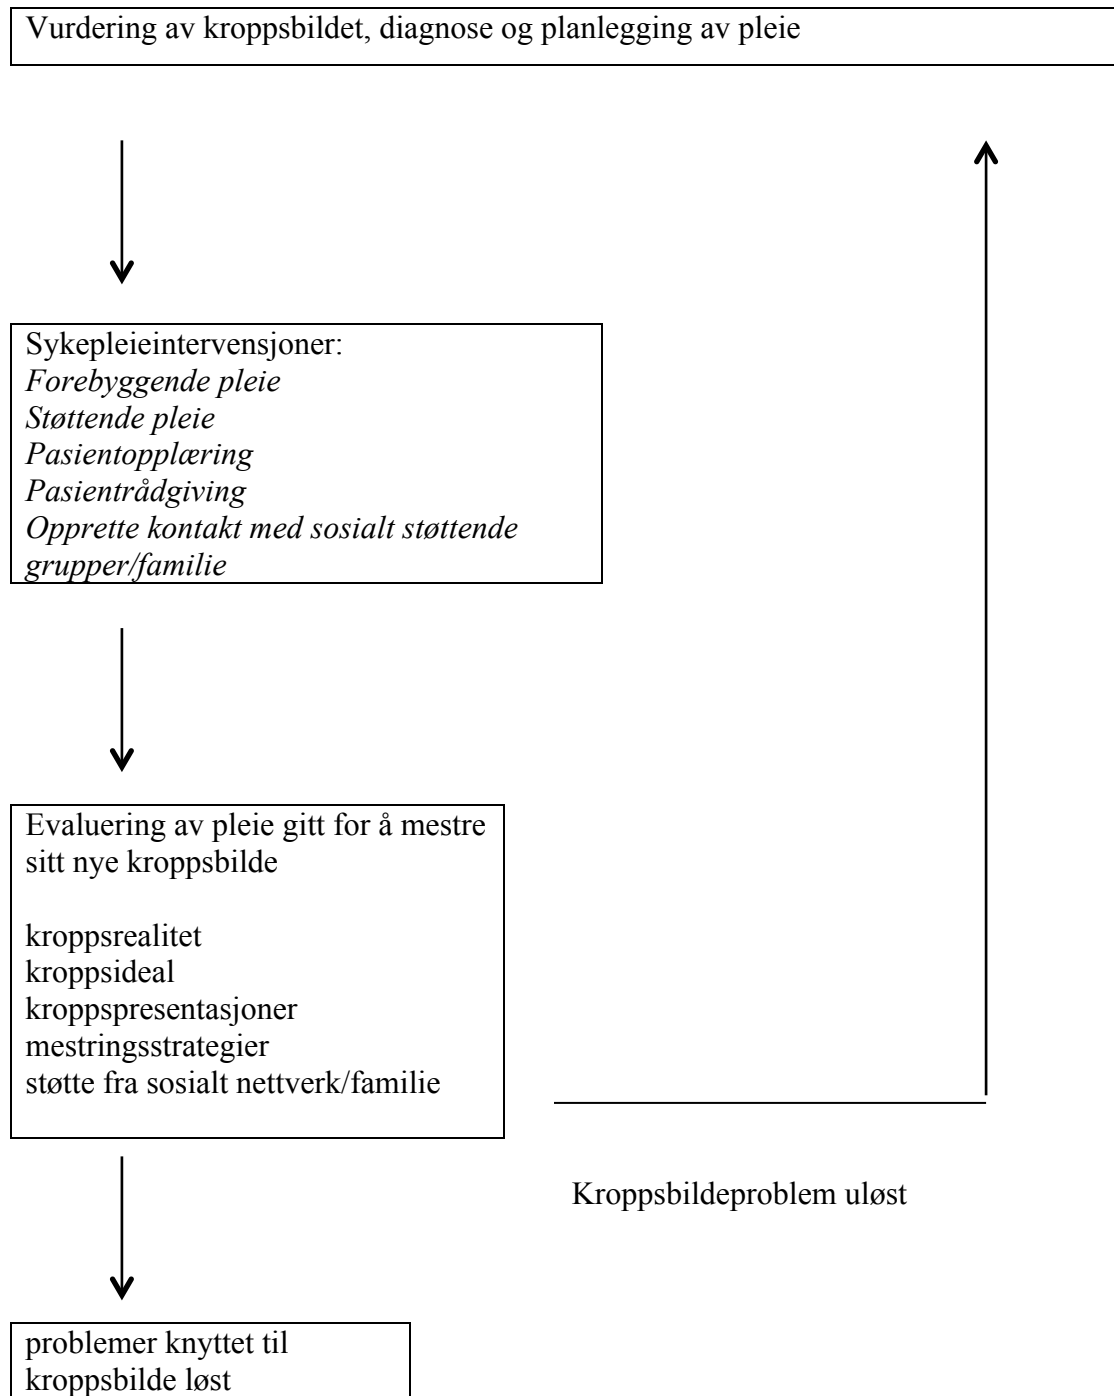 Vurdering av kroppsbildet, diagnose og planlegging av pleie
Sykepleieintervensjoner:
Forebyggende pleie
Støttende pleie
Pasientopplæring
Pasientrådgiving
Opprette kontakt med sosialt støttende
grupper/familie
Evaluering av pleie gitt for å mestre
sitt nye kroppsbilde
kroppsrealitet
kroppsideal
kroppspresentasjoner
mestringsstrategier
støtte fra sosialt nettverk/familie
Kroppsbildeproblem uløst
problemer knyttet til
kroppsbilde løst